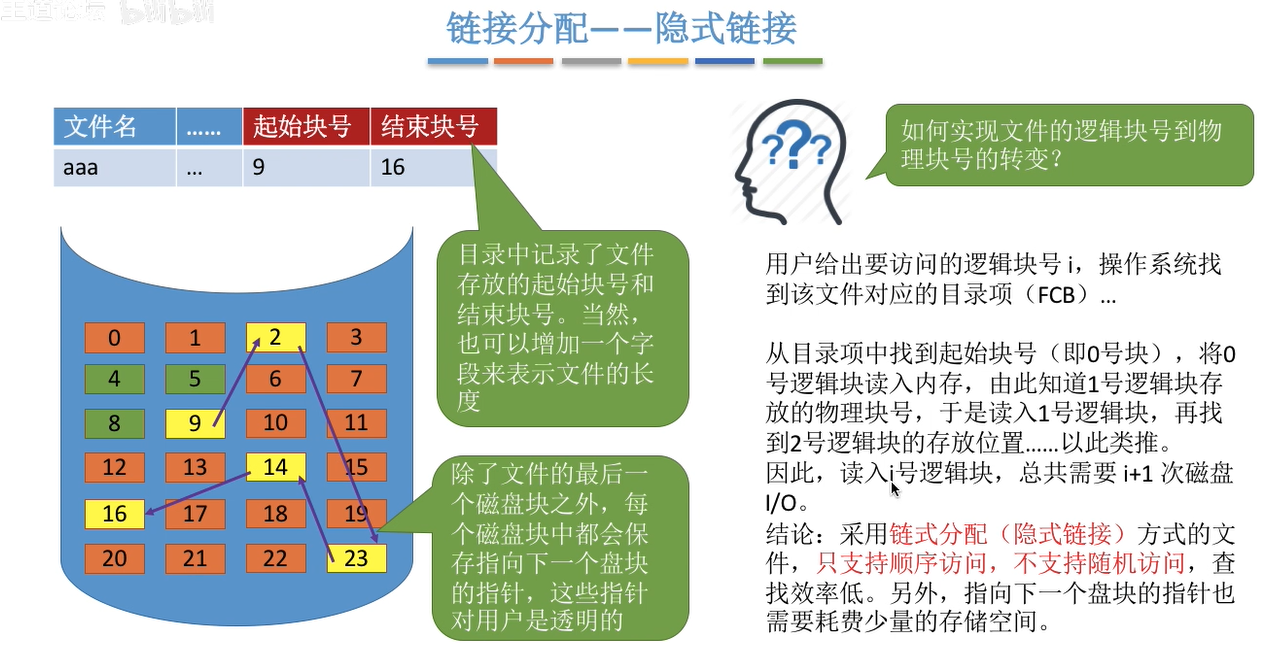 王道论坛 bilibili
链接分配——隐式链接
文件名 …… 起始块号 结束块号
aaa … 9 16
目录中记录了文件
存放的起始块号和
结束块号。当然,
也可以增加一个字
段来表示文件的长
度
0 1 2 3
4 5 6 7
8 9 10 11
12 13 14 15
16 17 18 19
20 21 22 23
除了文件的最后一
个磁盘块之外，每
个磁盘块中都会保
存指向下一个盘块
的指针，这些指针
对用户是透明的
???
如何实现文件的逻辑块号到物
理块号的转变？
用户给出要访问的逻辑块号 i，操作系统找
到该文件对应的目录项（FCB）…
从目录项中找到起始块号（即0号块），将0
号逻辑块读入内存，由此知道1号逻辑块存
放的物理块号，于是读入1号逻辑块，再找
到2号逻辑块的存放位置……以此类推。
因此，读入i号逻辑块，总共需要 i+1 次磁盘
I/O。
结论：采用链式分配（隐式链接）方式的文
件，只支持顺序访问，不支持随机访问，查
找效率低。另外，指向下一个盘块的指针也
需要耗费少量的存储空间。